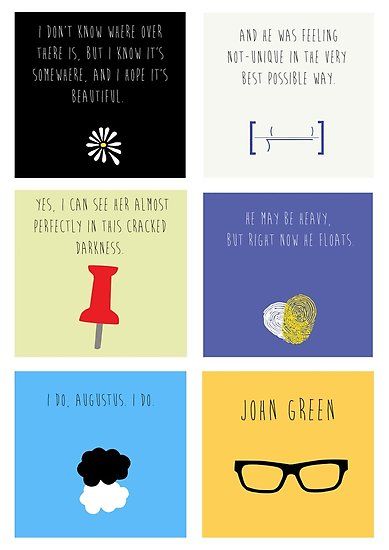 I DON'T KNOW WHERE OVER
THERE IS, BUT I KNOW IT'S
SOMEWHERE, AND I HOPE IT'S
BEAUTIFUL.
AND HE WAS FEELING
NOT-UNIQUE IN THE VERY
BEST POSSIBLE WAY.
YES, I CAN SEE HER ALMOST
PERFECTLY IN THIS CRACKED
DARKNESS.
HE MAY BE HEAVY,
BUT RIGHT NOW HE FLOATS.
I DO, AUGUSTUS. I DO.
JOHN GREEN